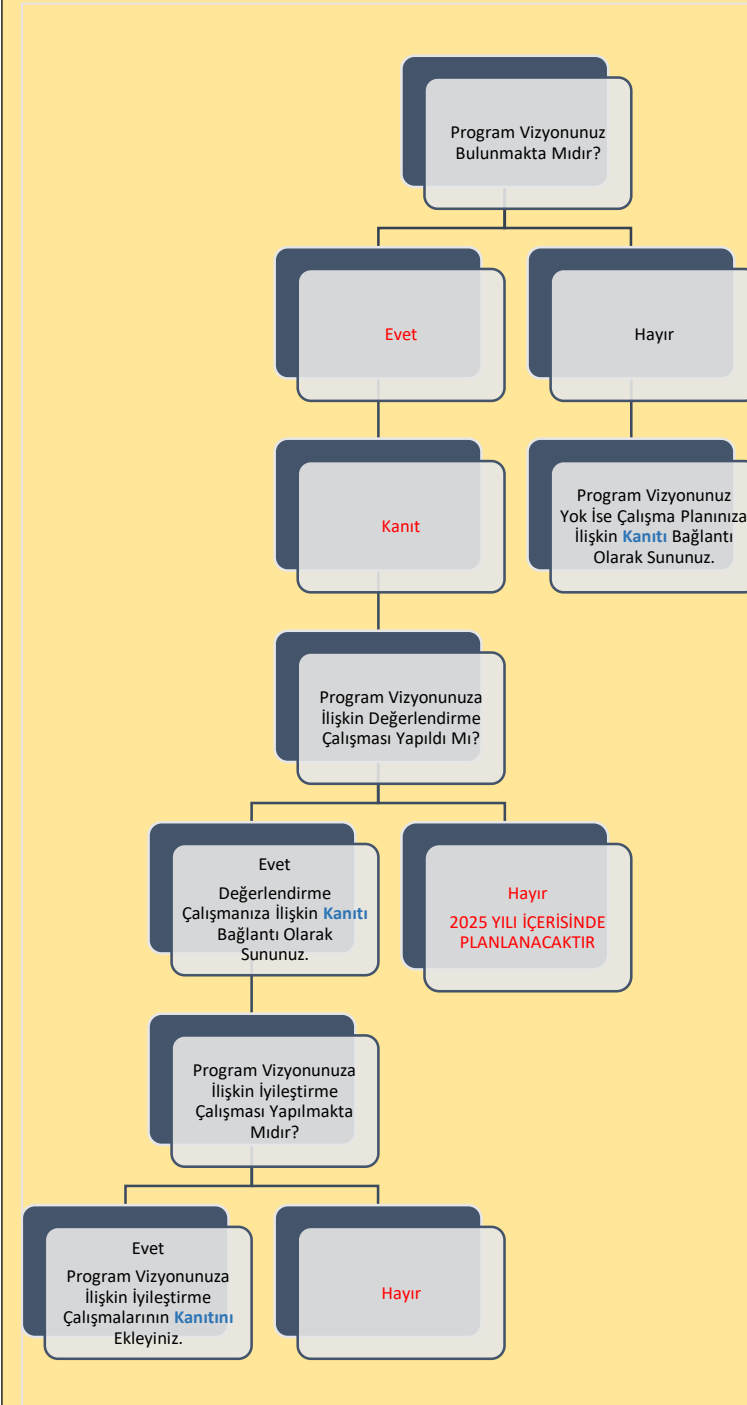 Program Vizyonunuz
Bulunmakta Mıdır?
Evet
Hayır
Kanıt
Program Vizyonunuz
Yok İse Çalışma Planınıza
İlişkin Kanıtı Bağlantı
Olarak Sununuz.
Program Vizyonunuza
İlişkin Değerlendirme
Çalışması Yapıldı Mı?
Evet
Değerlendirme
Çalışmanıza İlişkin Kanıtı
Bağlantı Olarak
Sununuz.
Hayır
2025 YILI İÇERİSİNDE
PLANLANACAKTIR
Program Vizyonunuza
İlişkin İyileştirme
Çalışması Yapılmakta
Mıdır?
Evet
Program Vizyonunuza
İlişkin İyileştirme
Çalışmalarının Kanıtını
Ekleyiniz.
Hayır